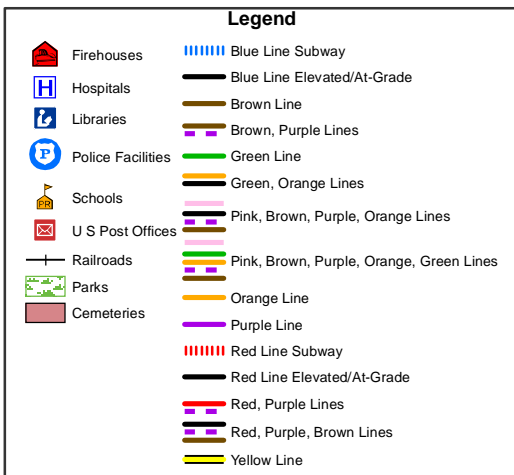 Legend
Firehouses
H
Hospitals
Libraries
P
Police Facilities
PR
Schools
U S Post Offices
Railroads
Parks
Cemeteries
Blue Line Subway
Blue Line Elevated/At-Grade
Brown Line
Brown, Purple Lines
Green Line
Green, Orange Lines
Pink, Brown, Purple, Orange Lines
Pink, Brown, Purple, Orange, Green Lines
Orange Line
Purple Line
Red Line Subway
Red Line Elevated/At-Grade
Red, Purple Lines
Red, Purple, Brown Lines
Yellow Line